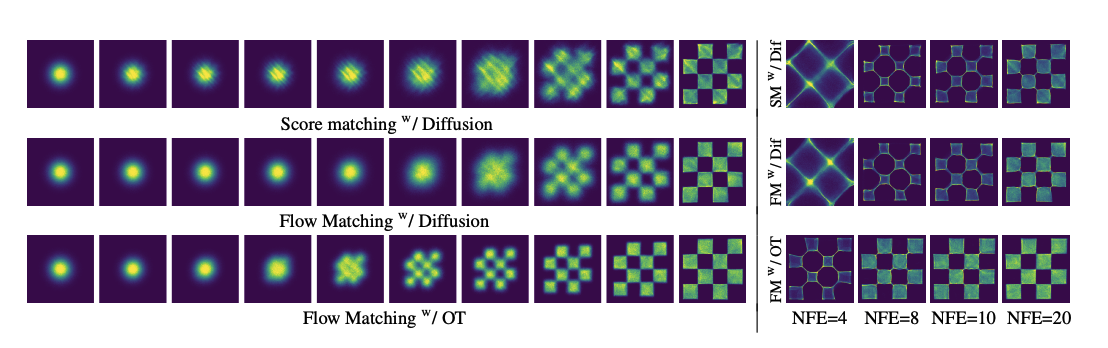 SM w/ Dif
Score matching w/ Diffusion
FM w/ Dif
Flow Matching w/ Diffusion
FM w/ OT
Flow Matching w/ OT
NFE=4 NFE=8 NFE=10 NFE=20